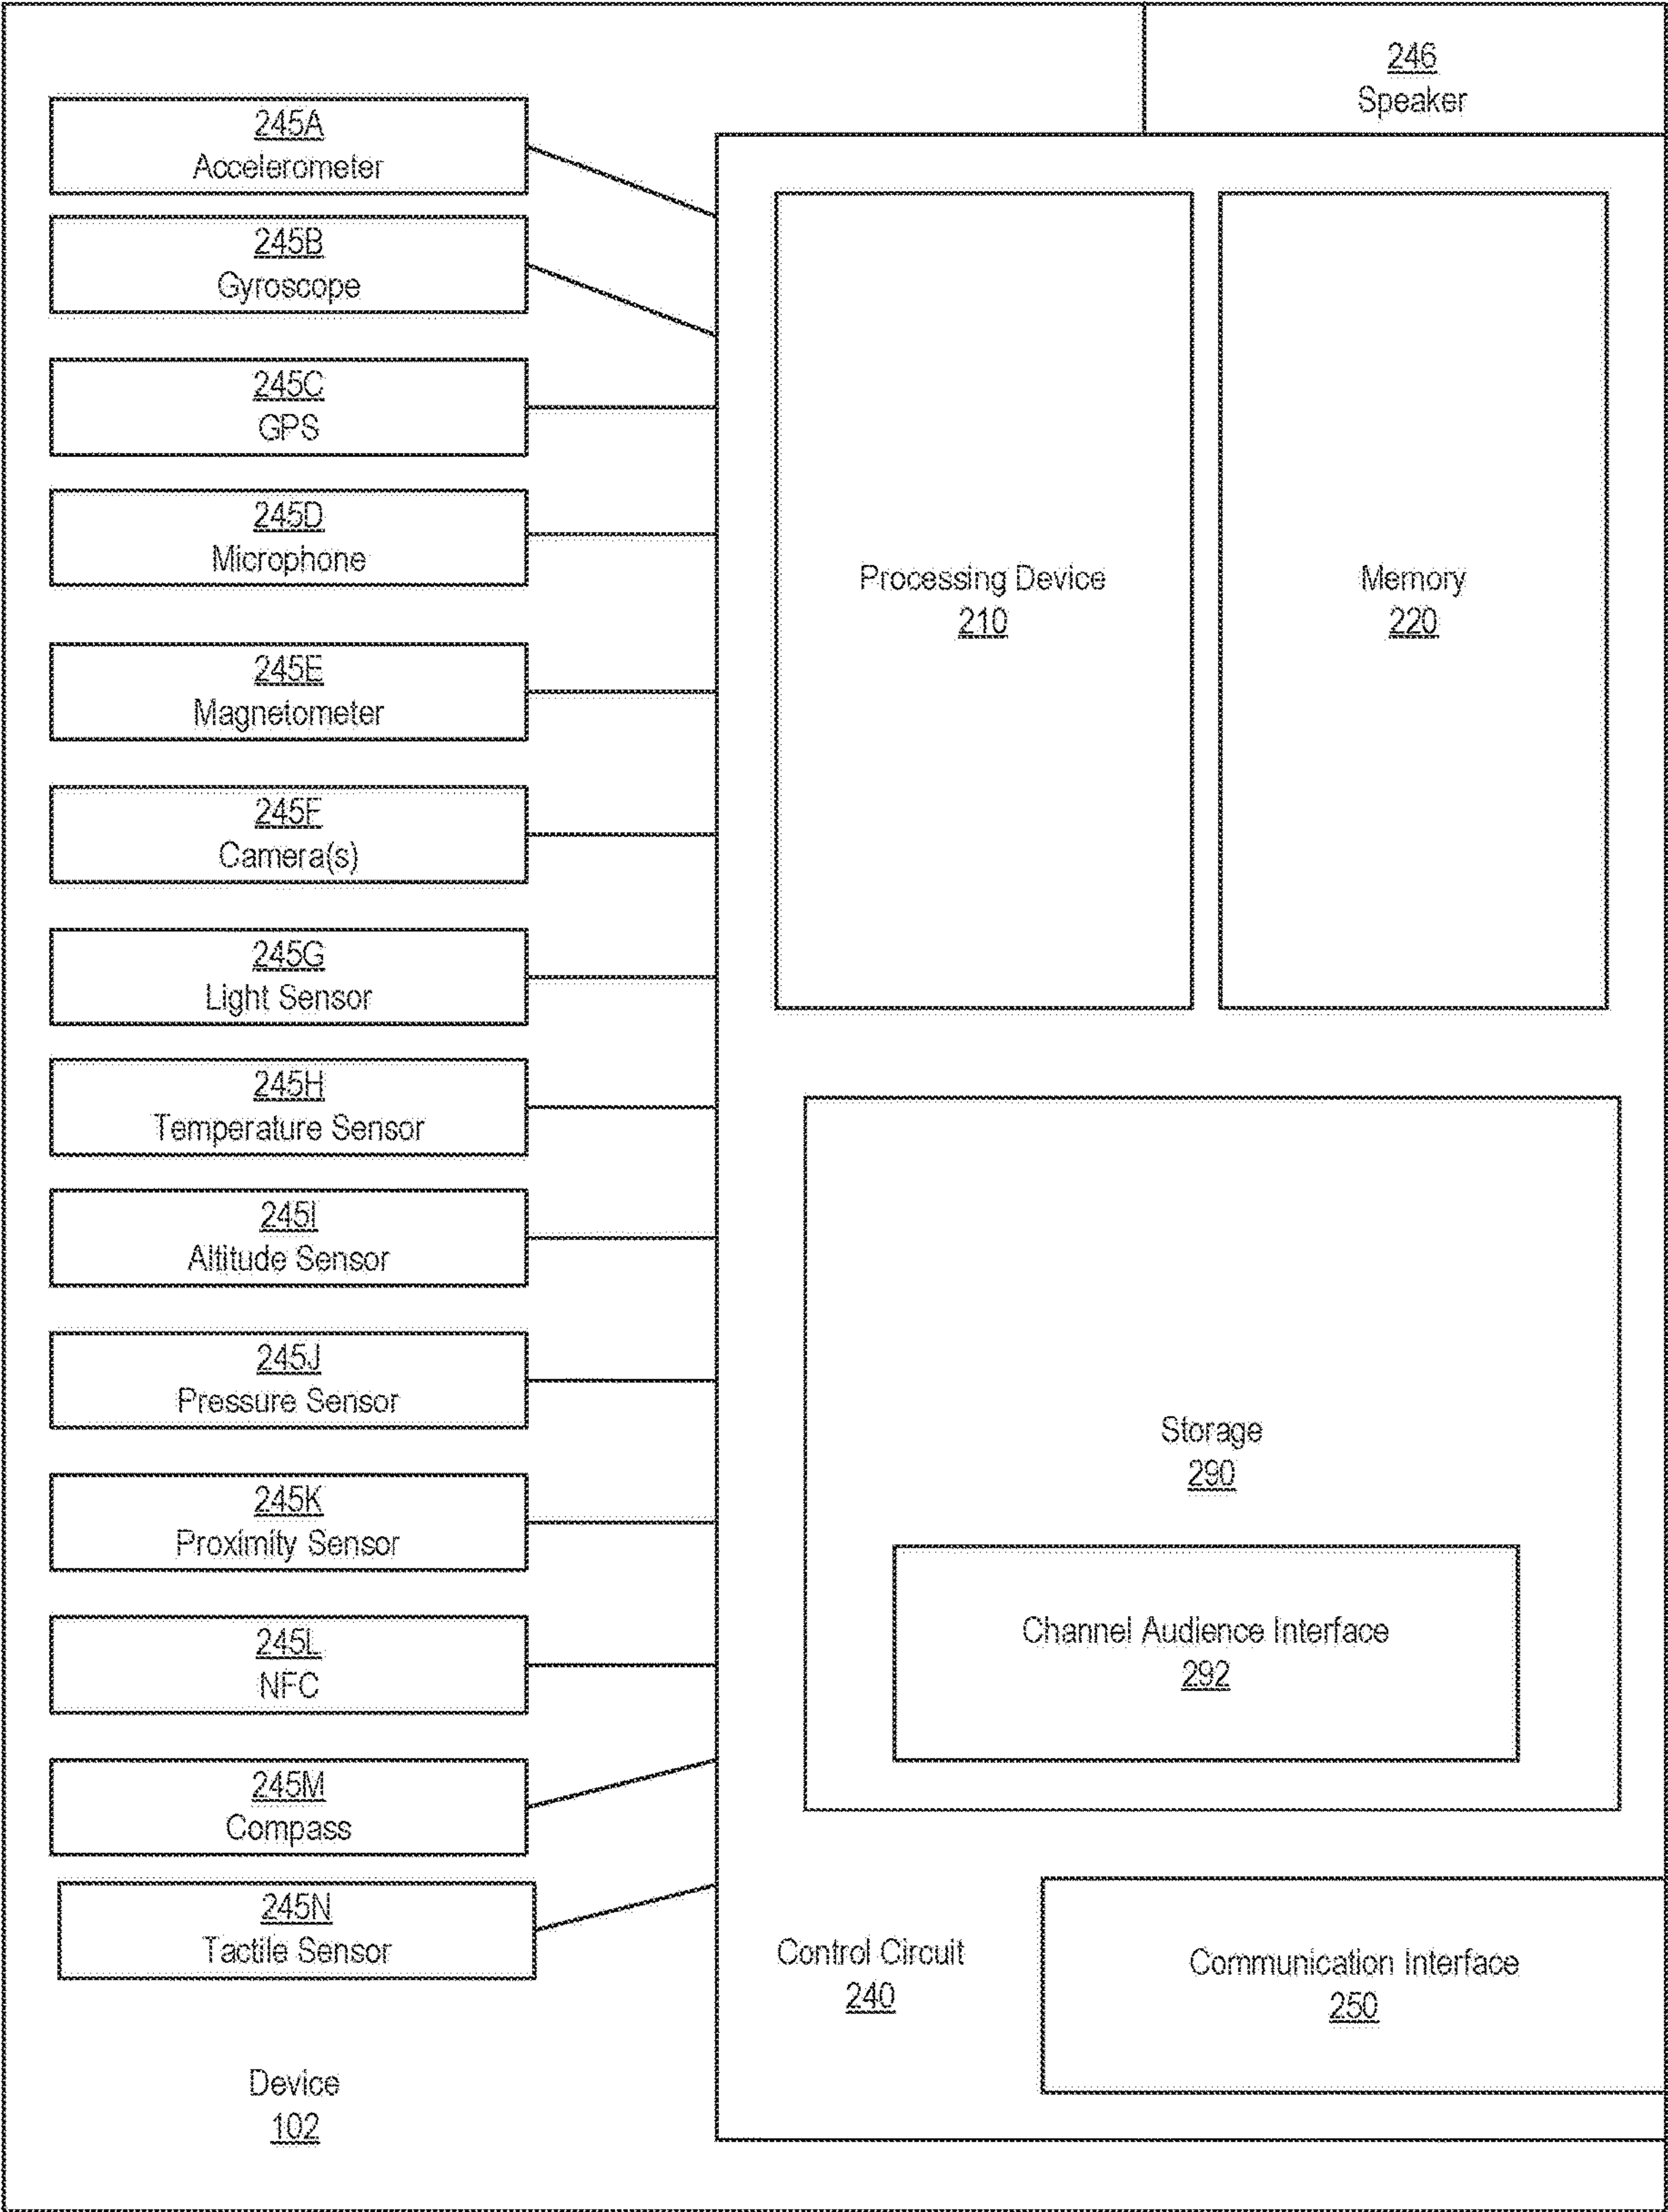 246
Speaker
245A
Accelerometer
245B
Gyroscope
245C
GPS
245D
Microphone
245E
Magnetometer
245F
Camera(s)
245G
Light Sensor
245H
Temperature Sensor
245I
Altitude Sensor
245J
Pressure Sensor
245K
Proximity Sensor
245L
NFC
245M
Compass
245N
Tactile Sensor
Device
102
Processing Device
210
Memory
220
Storage
290
Channel Audience Interface
292
Control Circuit
240
Communication Interface
250